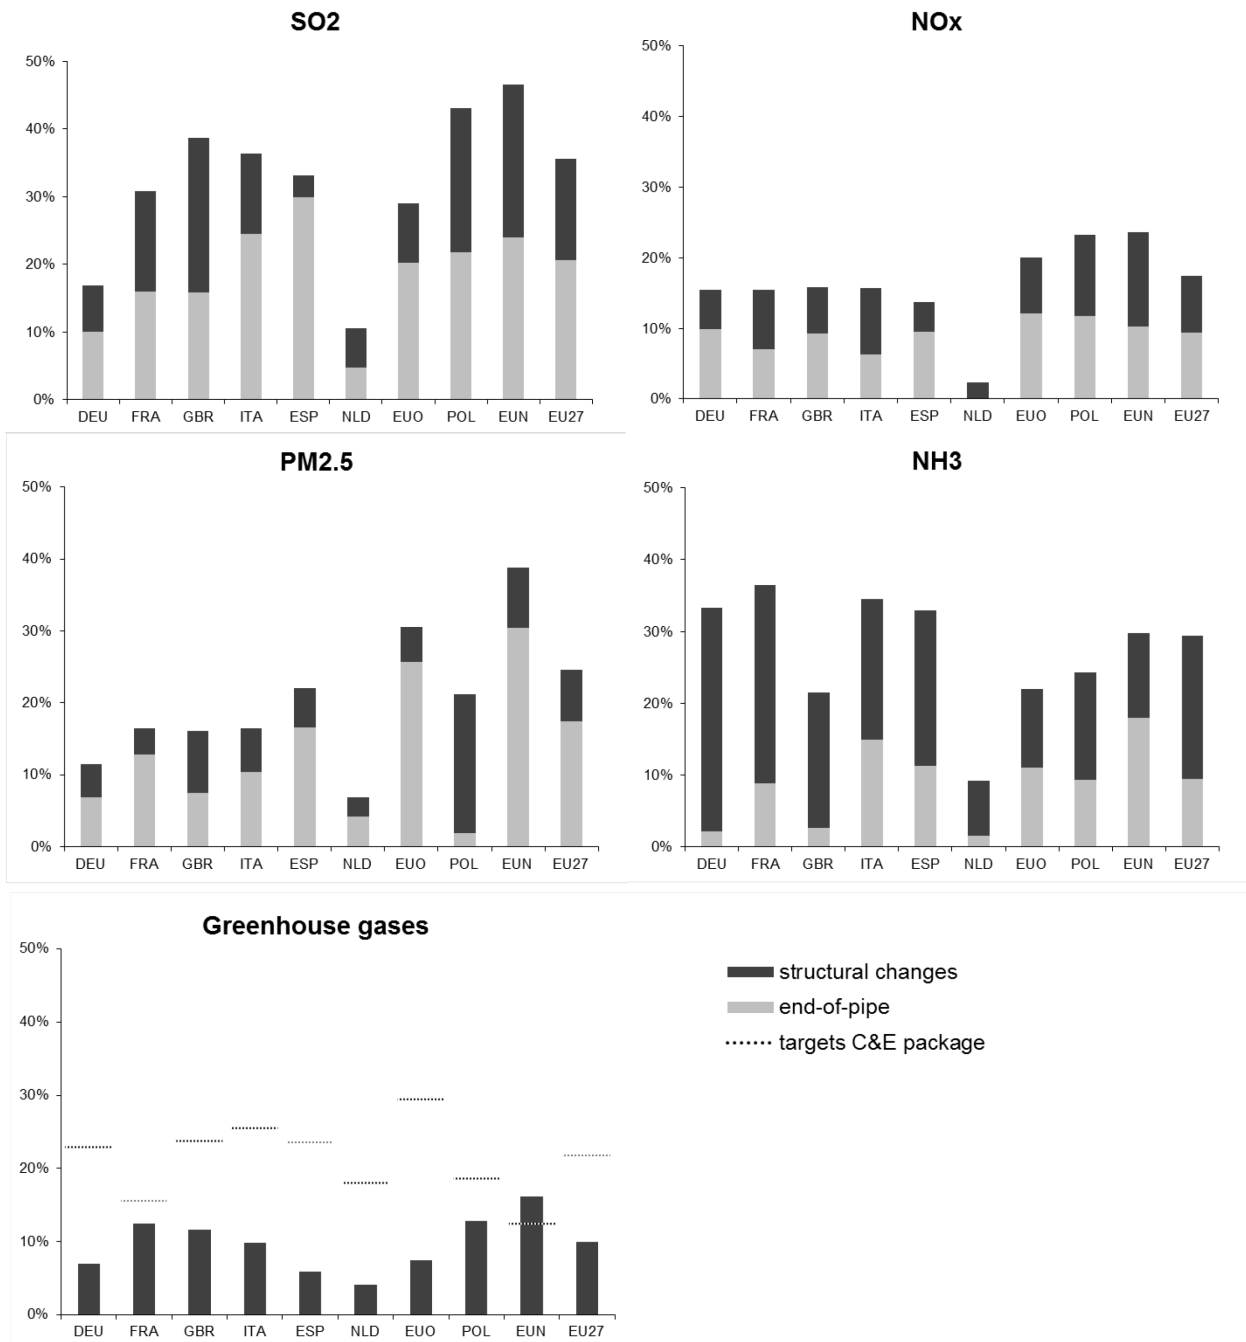 SO2
50%
40%
30%
20%
10%
0%
DEU FRA GBR ITA ESP NLD EUO POL EUN EU27
NOx
50%
40%
30%
20%
10%
0%
DEU FRA GBR ITA ESP NLD EUO POL EUN EU27
PM2.5
50%
40%
30%
20%
10%
0%
DEU FRA GBR ITA ESP NLD EUO POL EUN EU27
NH3
50%
40%
30%
20%
10%
0%
DEU FRA GBR ITA ESP NLD EUO POL EUN EU27
Greenhouse gases
50%
40%
30%
20%
10%
0%
DEU FRA GBR ITA ESP NLD EUO POL EUN EU27
structural changes
end-of-pipe
targets C&E package